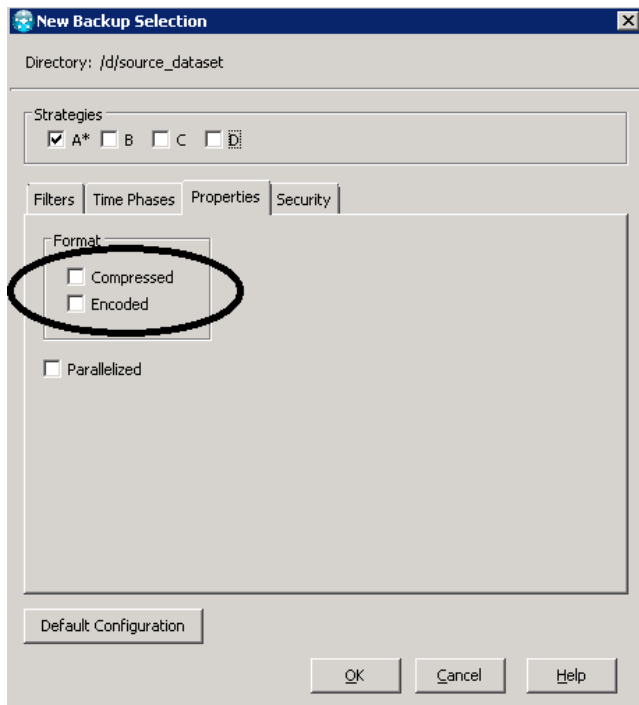 New Backup Selection
Directory: /d/source_dataset
Strategies
A* B C D
Filters Time Phases Properties Security
Format
Compressed
Encoded
Parallelized
Default Configuration
OK Cancel Help